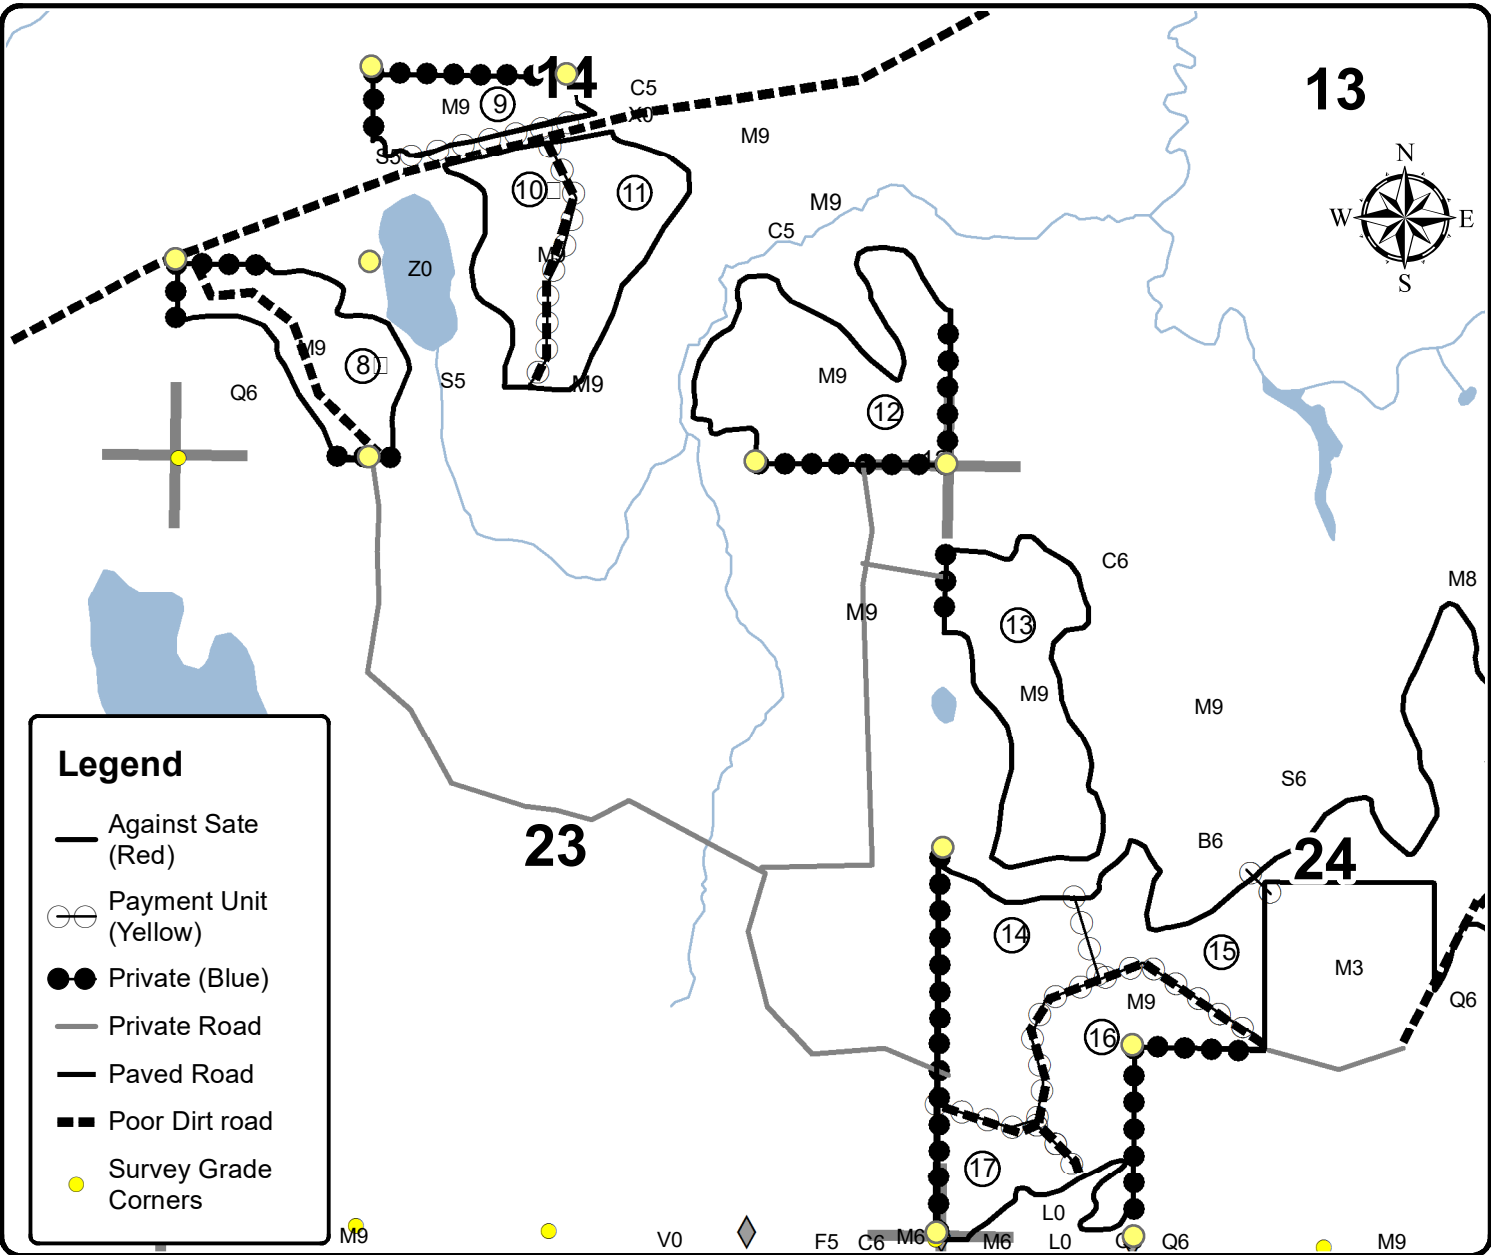 14
13
C5
M9
9
X0
M9
S5
N
W E
S
10
11
M9
C5
M9
Z0
M9
8
S5
M9
Q6
M9
12
C6
M8
M9
13
M9
M9
S6
23
B6
24
14
15
M3
M9
Q6
16
17
L0
Legend
Against Sate
(Red)
Payment Unit
(Yellow)
Private (Blue)
Private Road
Paved Road
Poor Dirt road
Survey Grade
Corners
M9
V0
F5
C6
M6
M6
L0
Q6
M9